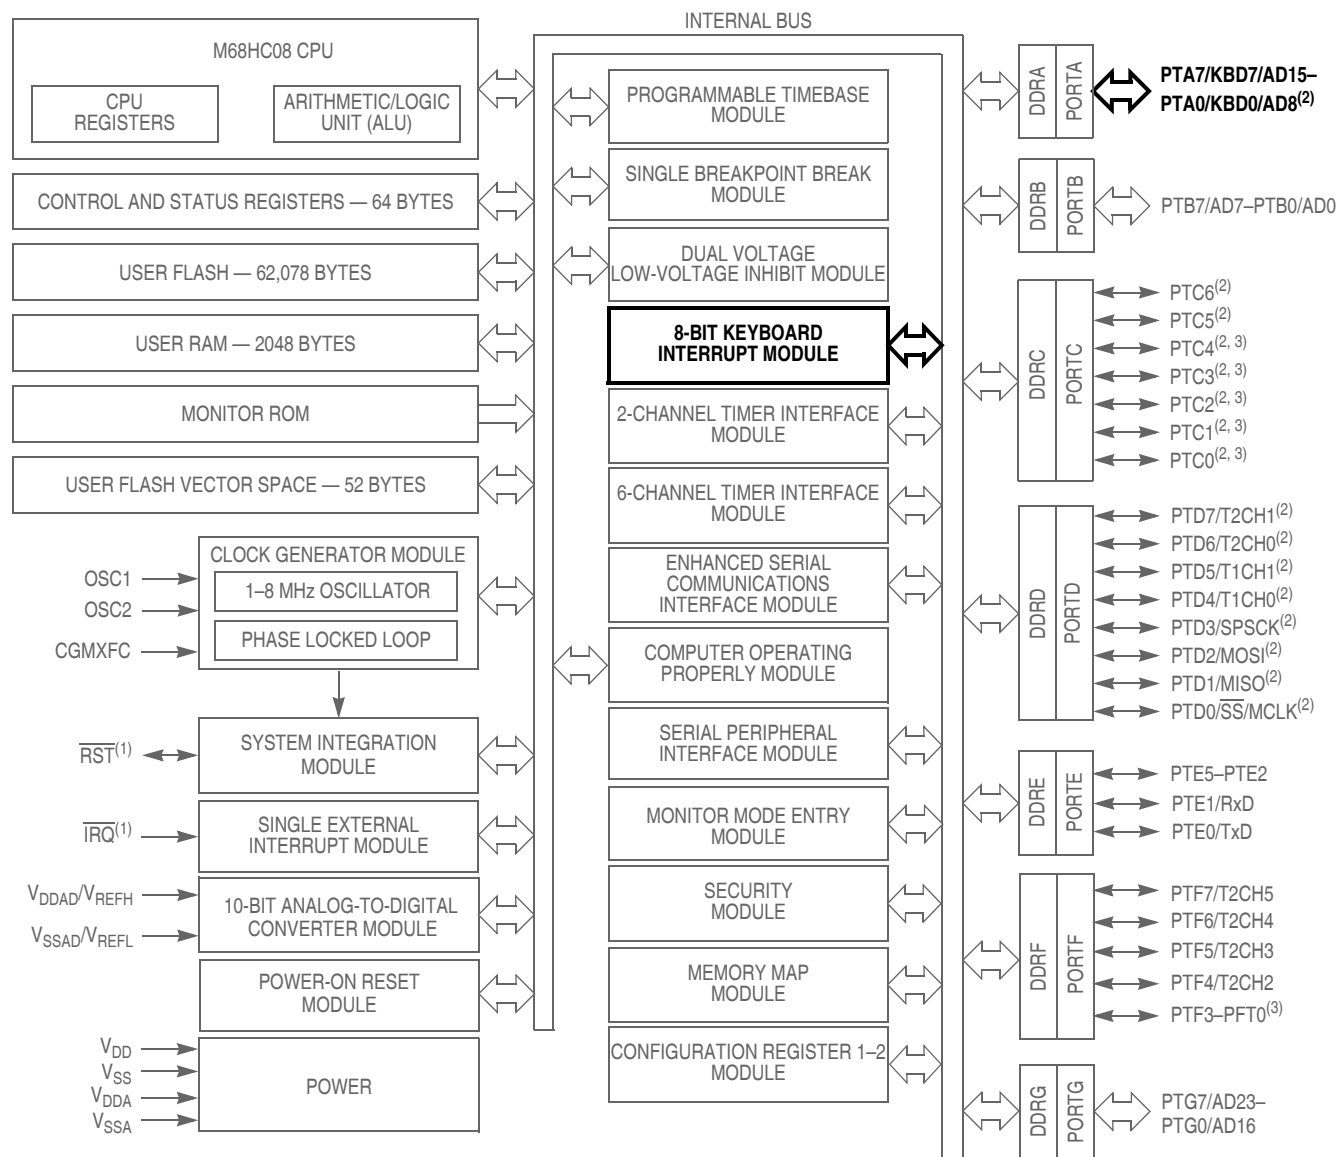 INTERNAL BUS
M68HC08 CPU
CPU
REGISTERS
ARITHMETIC/LOGIC
UNIT (ALU)
CONTROL AND STATUS REGISTERS — 64 BYTES
USER FLASH — 62,078 BYTES
USER RAM — 2048 BYTES
MONITOR ROM
USER FLASH VECTOR SPACE — 52 BYTES
CLOCK GENERATOR MODULE
1–8 MHz OSCILLATOR
PHASE LOCKED LOOP
OSC1
OSC2
CGMXFC
SYSTEM INTEGRATION
MODULE
RST(1)
SINGLE EXTERNAL
INTERRUPT MODULE
IRQ(1)
10-BIT ANALOG-TO-DIGITAL
CONVERTER MODULE
VDDAD/VREFH
VSSAD/VREFL
POWER-ON RESET
MODULE
POWER
VDD
VSS
VDDA
VSSA
PROGRAMMABLE TIMEBASE
MODULE
SINGLE BREAKPOINT BREAK
MODULE
DUAL VOLTAGE
LOW-VOLTAGE INHIBIT MODULE
8-BIT KEYBOARD
INTERRUPT MODULE
2-CHANNEL TIMER INTERFACE
MODULE
6-CHANNEL TIMER INTERFACE
MODULE
ENHANCED SERIAL
COMMUNICATIONS
INTERFACE MODULE
COMPUTER OPERATING
PROPERLY MODULE
SERIAL PERIPHERAL
INTERFACE MODULE
MONITOR MODE ENTRY
MODULE
SECURITY
MODULE
MEMORY MAP
MODULE
CONFIGURATION REGISTER 1–2
MODULE
DDRA
PORTA
PTA7/KBD7/AD15–
PTA0/KBD0/AD8(2)
DDRB
PORTB
PTB7/AD7–PTB0/AD0
DDRC
PORTC
PTC6(2)
PTC5(2)
PTC4(2, 3)
PTC3(2, 3)
PTC2(2, 3)
PTC1(2, 3)
PTC0(2, 3)
DDRD
PORTD
PTD7/T2CH1(2)
PTD6/T2CH0(2)
PTD5/T1CH1(2)
PTD4/T1CH0(2)
PTD3/SPSCK(2)
PTD2/MOSI(2)
PTD1/MISO(2)
PTD0/SS/MCLK(2)
DDRE
PORTE
PTE5–PTE2
PTE1/RxD
PTE0/TxD
DDRF
PORTF
PTF7/T2CH5
PTF6/T2CH4
PTF5/T2CH3
PTF4/T2CH2
PTF3–PFT0(3)
DDRG
PORTG
PTG7/AD23–
PTG0/AD16